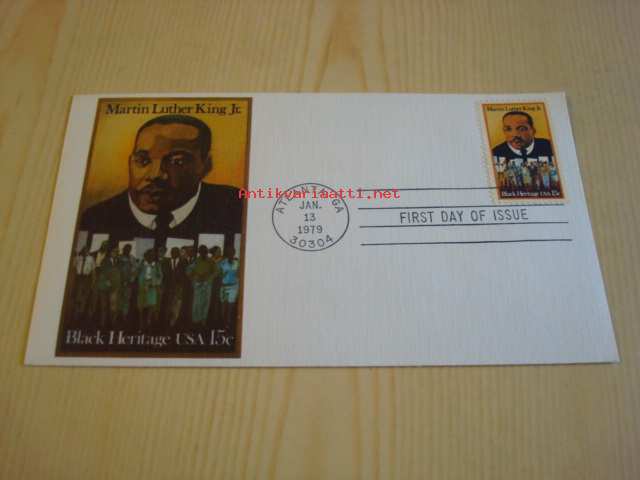 Martin Luther King Jr.
Black Heritage USA 15c
Antikvariaatti.net
ATLANTA, GA
JAN.
13
1979
30304
FIRST DAY OF ISSUE
Martin Luther King Jr.
Black Heritage USA 15c